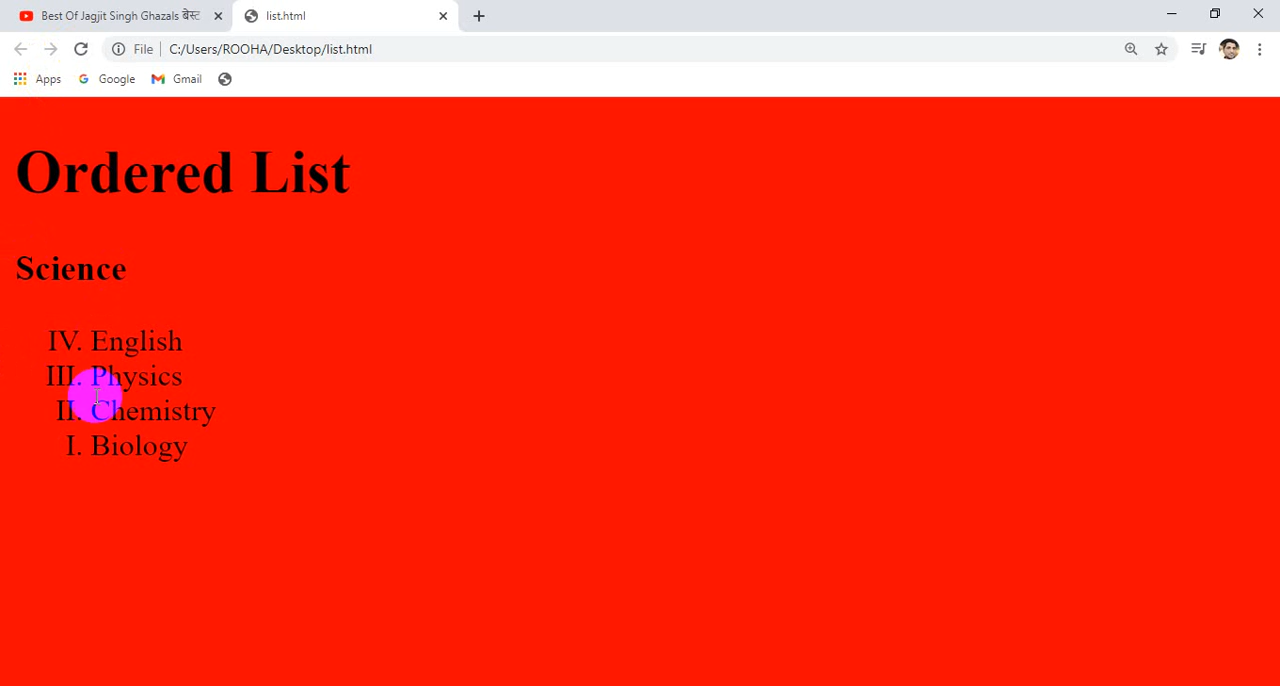 Best Of Jagjit Singh Ghazals बेस्ट
list.html
File C:/Users/ROOHA/Desktop/list.html
Apps Google Gmail
Ordered List
Science
IV. English
III. Physics
II. Chemistry
I. Biology